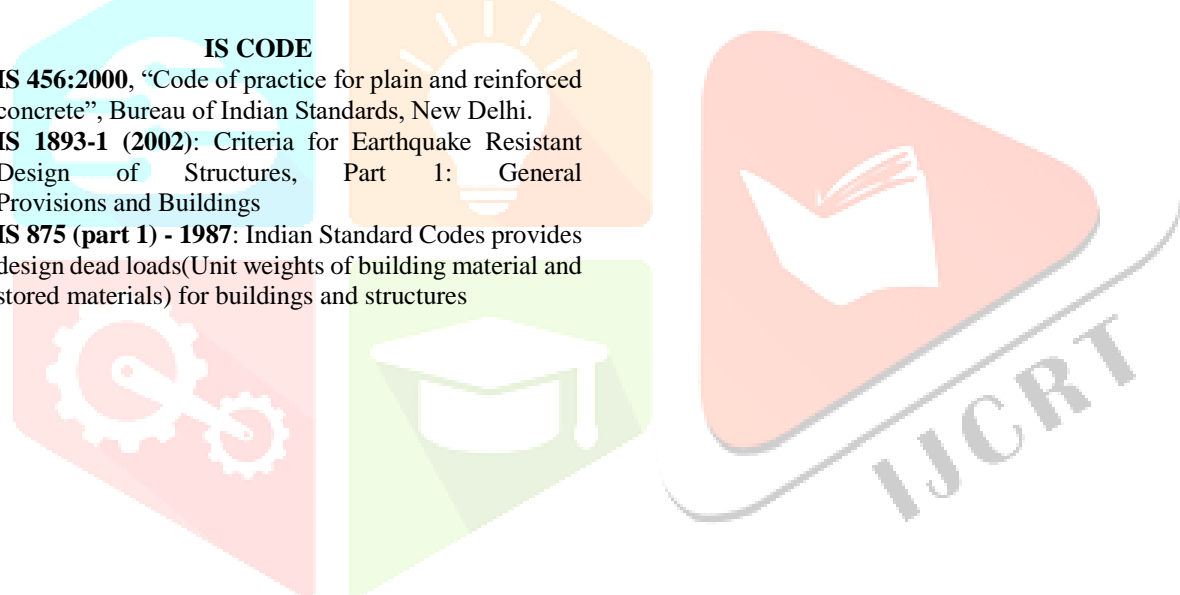 IS CODE
IS 456:2000, “Code of practice for plain and reinforced
concrete”, Bureau of Indian Standards, New Delhi.
IS 1893-1 (2002): Criteria for Earthquake Resistant
Design of Structures, Part 1: General
Provisions and Buildings
IS 875 (part 1) - 1987: Indian Standard Codes provides
design dead loads(Unit weights of building material and
stored materials) for buildings and structures
IJCRT